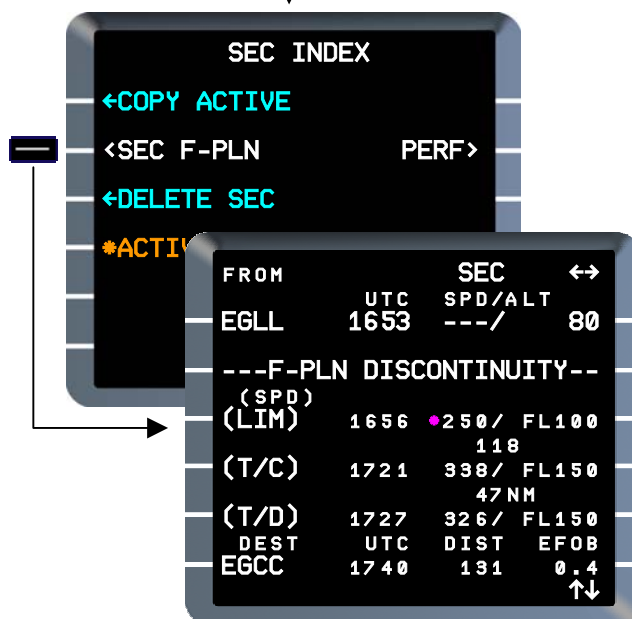 SEC INDEX
←COPY ACTIVE
<SEC F-PLN PERF>
←DELETE SEC
*ACTIV
FROM SEC ←→
UTC SPD/ALT
EGLL 1653 ---/ 80
---F-PLN DISCONTINUITY--
(SPD)
(LIM) 1656 *250/ FL100
118
(T/C) 1721 338/ FL150
47NM
(T/D) 1727 326/ FL150
DEST UTC DIST EFOB
EGCC 1740 131 0.4
↑↓